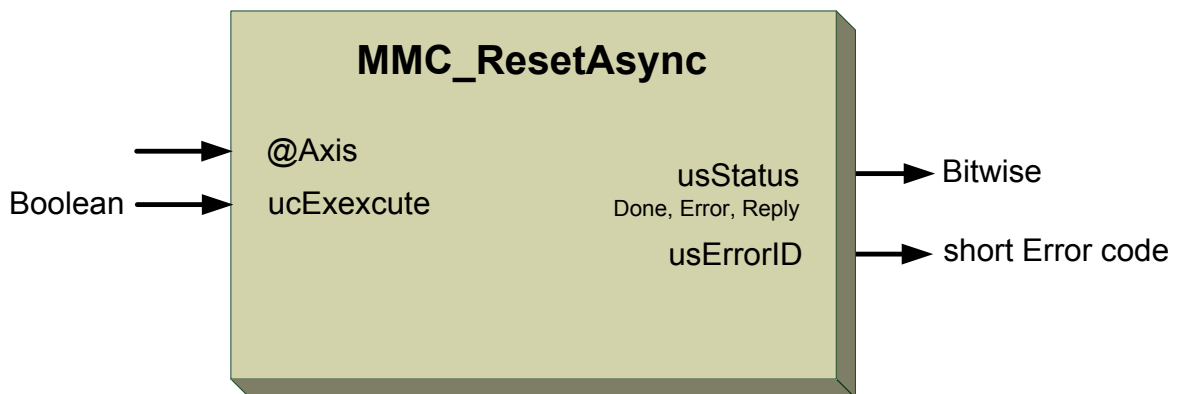 MMC_ResetAsync
@Axis
Boolean
ucExexcute
usStatus
Bitwise
Done, Error, Reply
usErrorID
short Error code